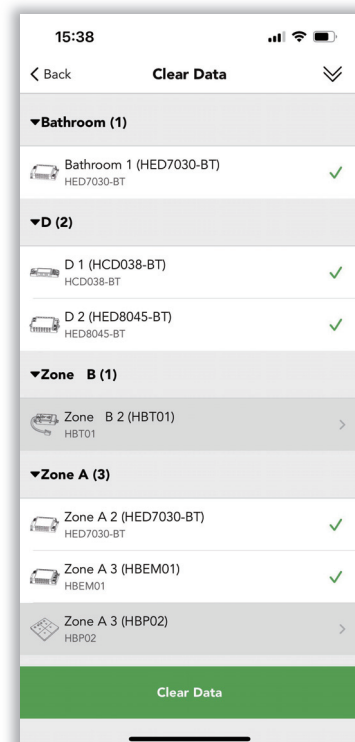 15:38
Back Clear Data
Bathroom (1)
Bathroom 1 (HED7030-BT)
HED7030-BT
D (2)
D 1 (HCD038-BT)
HCD038-BT
D 2 (HED8045-BT)
HED8045-BT
Zone B (1)
Zone B 2 (HBT01)
HBT01
Zone A (3)
Zone A 2 (HED7030-BT)
HED7030-BT
Zone A 3 (HBEM01)
HBEM01
Zone A 3 (HBP02)
HBP02
Clear Data